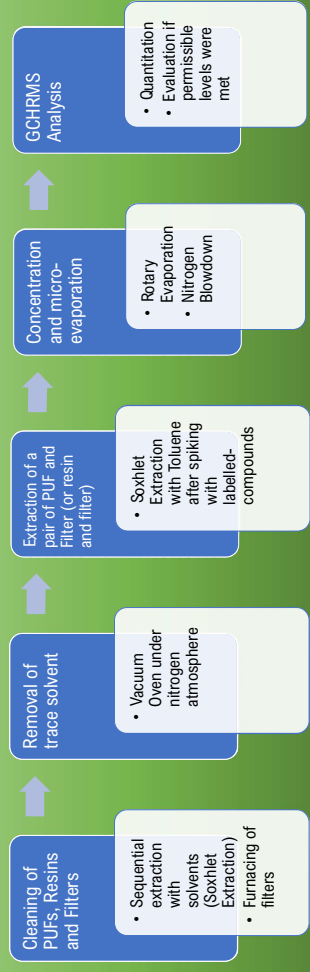 Cleaning of
PUFs, Resins
and Filters
• Sequential
extraction
with
solvents
(Soxhlet
Extraction)
• Furnacing of
filters
Removal of
trace solvent
• Vacuum
Oven under
nitrogen
atmosphere
Extraction of a
pair of PUF and
Filter (or resin
and filter)
• Soxhlet
Extraction
with Toluene
after spiking
with
labelled-
compounds
Concentration
and micro-
evaporation
• Rotary
Evaporation
• Nitrogen
Blowdown
GCHRMS
Analysis
• Quantitation
• Evaluation if
permissible
levels were
met